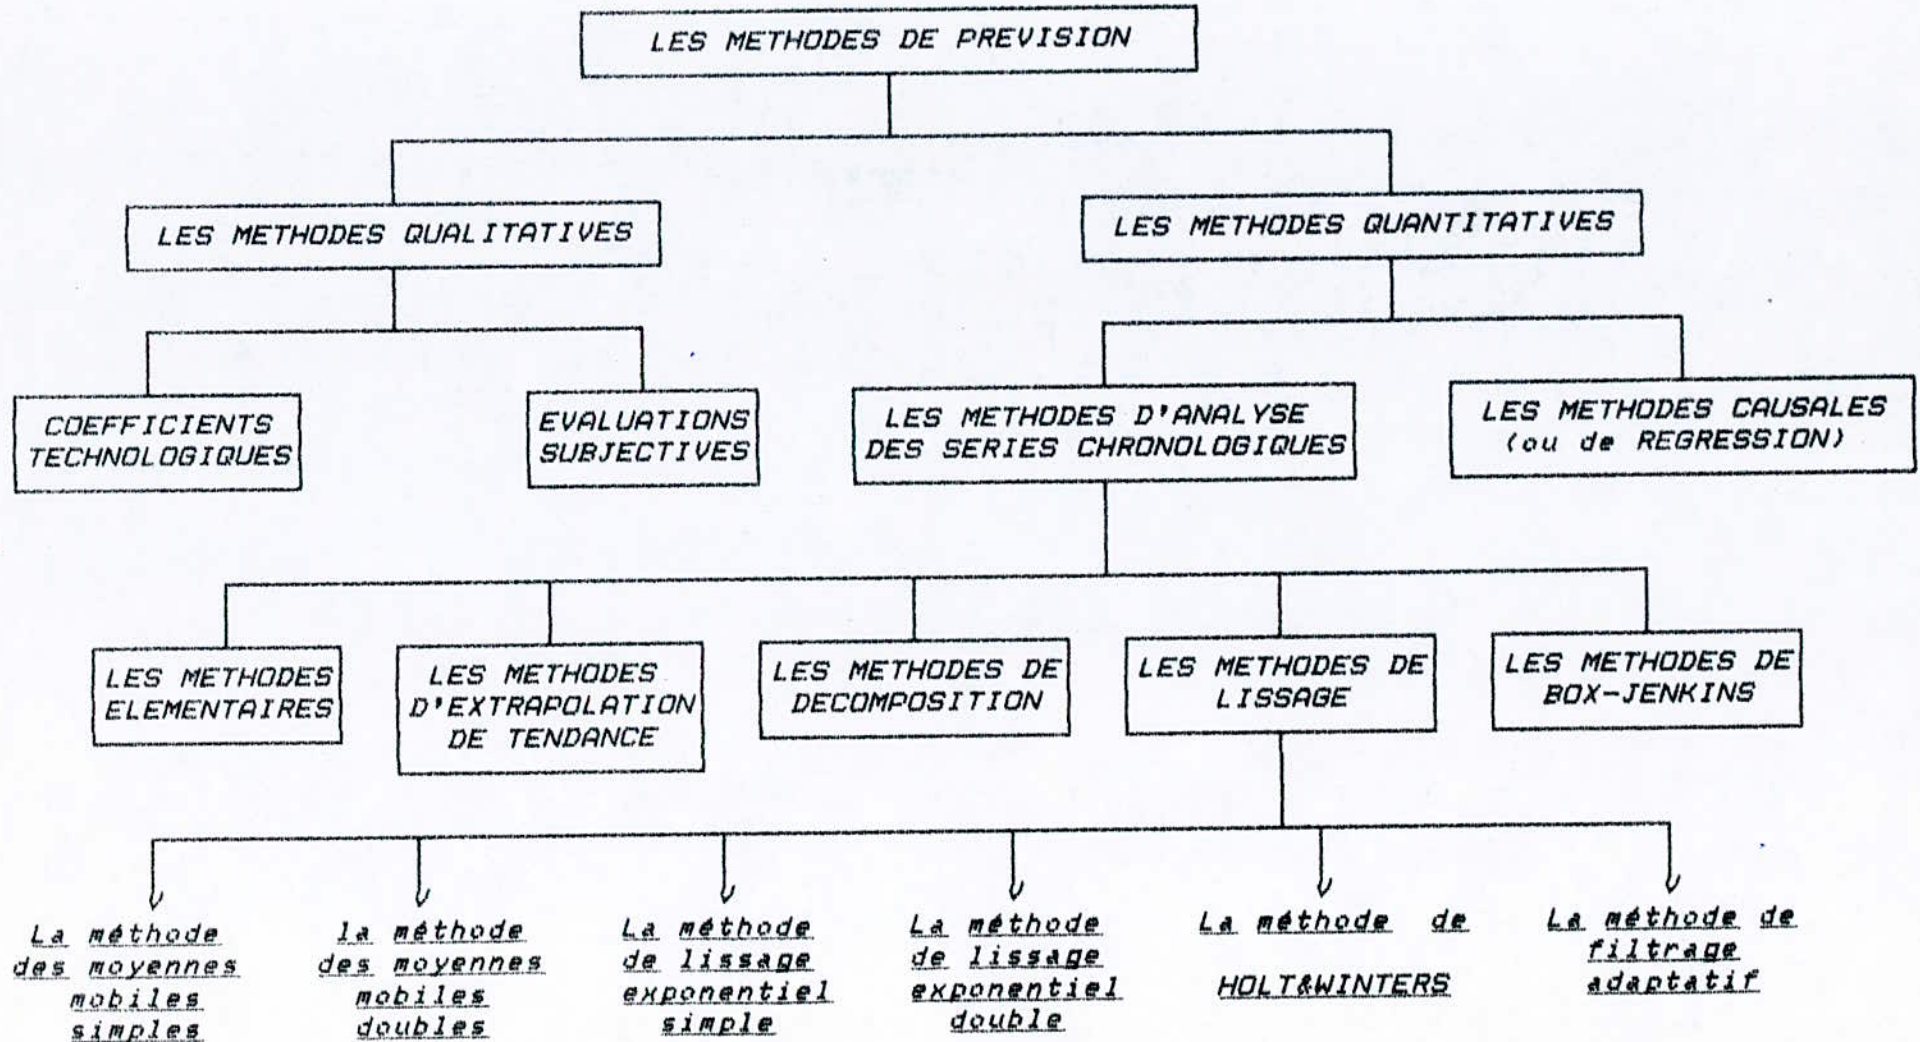 LES METHODES DE PREVISION
LES METHODES QUALITATIVES
LES METHODES QUANTITATIVES
COEFFICIENTS
TECHNOLOGIQUES
EVALUATIONS
SUBJECTIVES
LES METHODES D'ANALYSE
DES SERIES CHRONOLOGIQUES
LES METHODES CAUSALES
(ou de REGRESSION)
LES METHODES
ELEMENTAIRES
LES METHODES
D'EXTRAPOLATION
DE TENDANCE
LES METHODES DE
DECOMPOSITION
LES METHODES DE
LISSAGE
LES METHODES DE
BOX-JENKINS
La méthode
des moyennes
mobiles
simples
la méthode
des moyennes
mobiles
doubles
La méthode
de lissage
exponentiel
simple
La méthode
de lissage
exponentiel
double
La méthode de
HOLT&WINTERS
La méthode de
filtrage
adaptatif